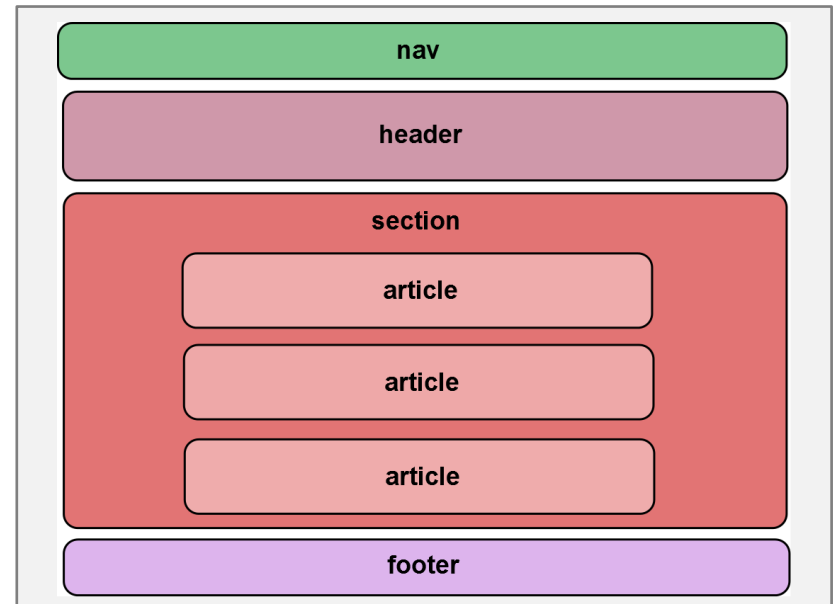 nav
header
section
article
article
article
footer